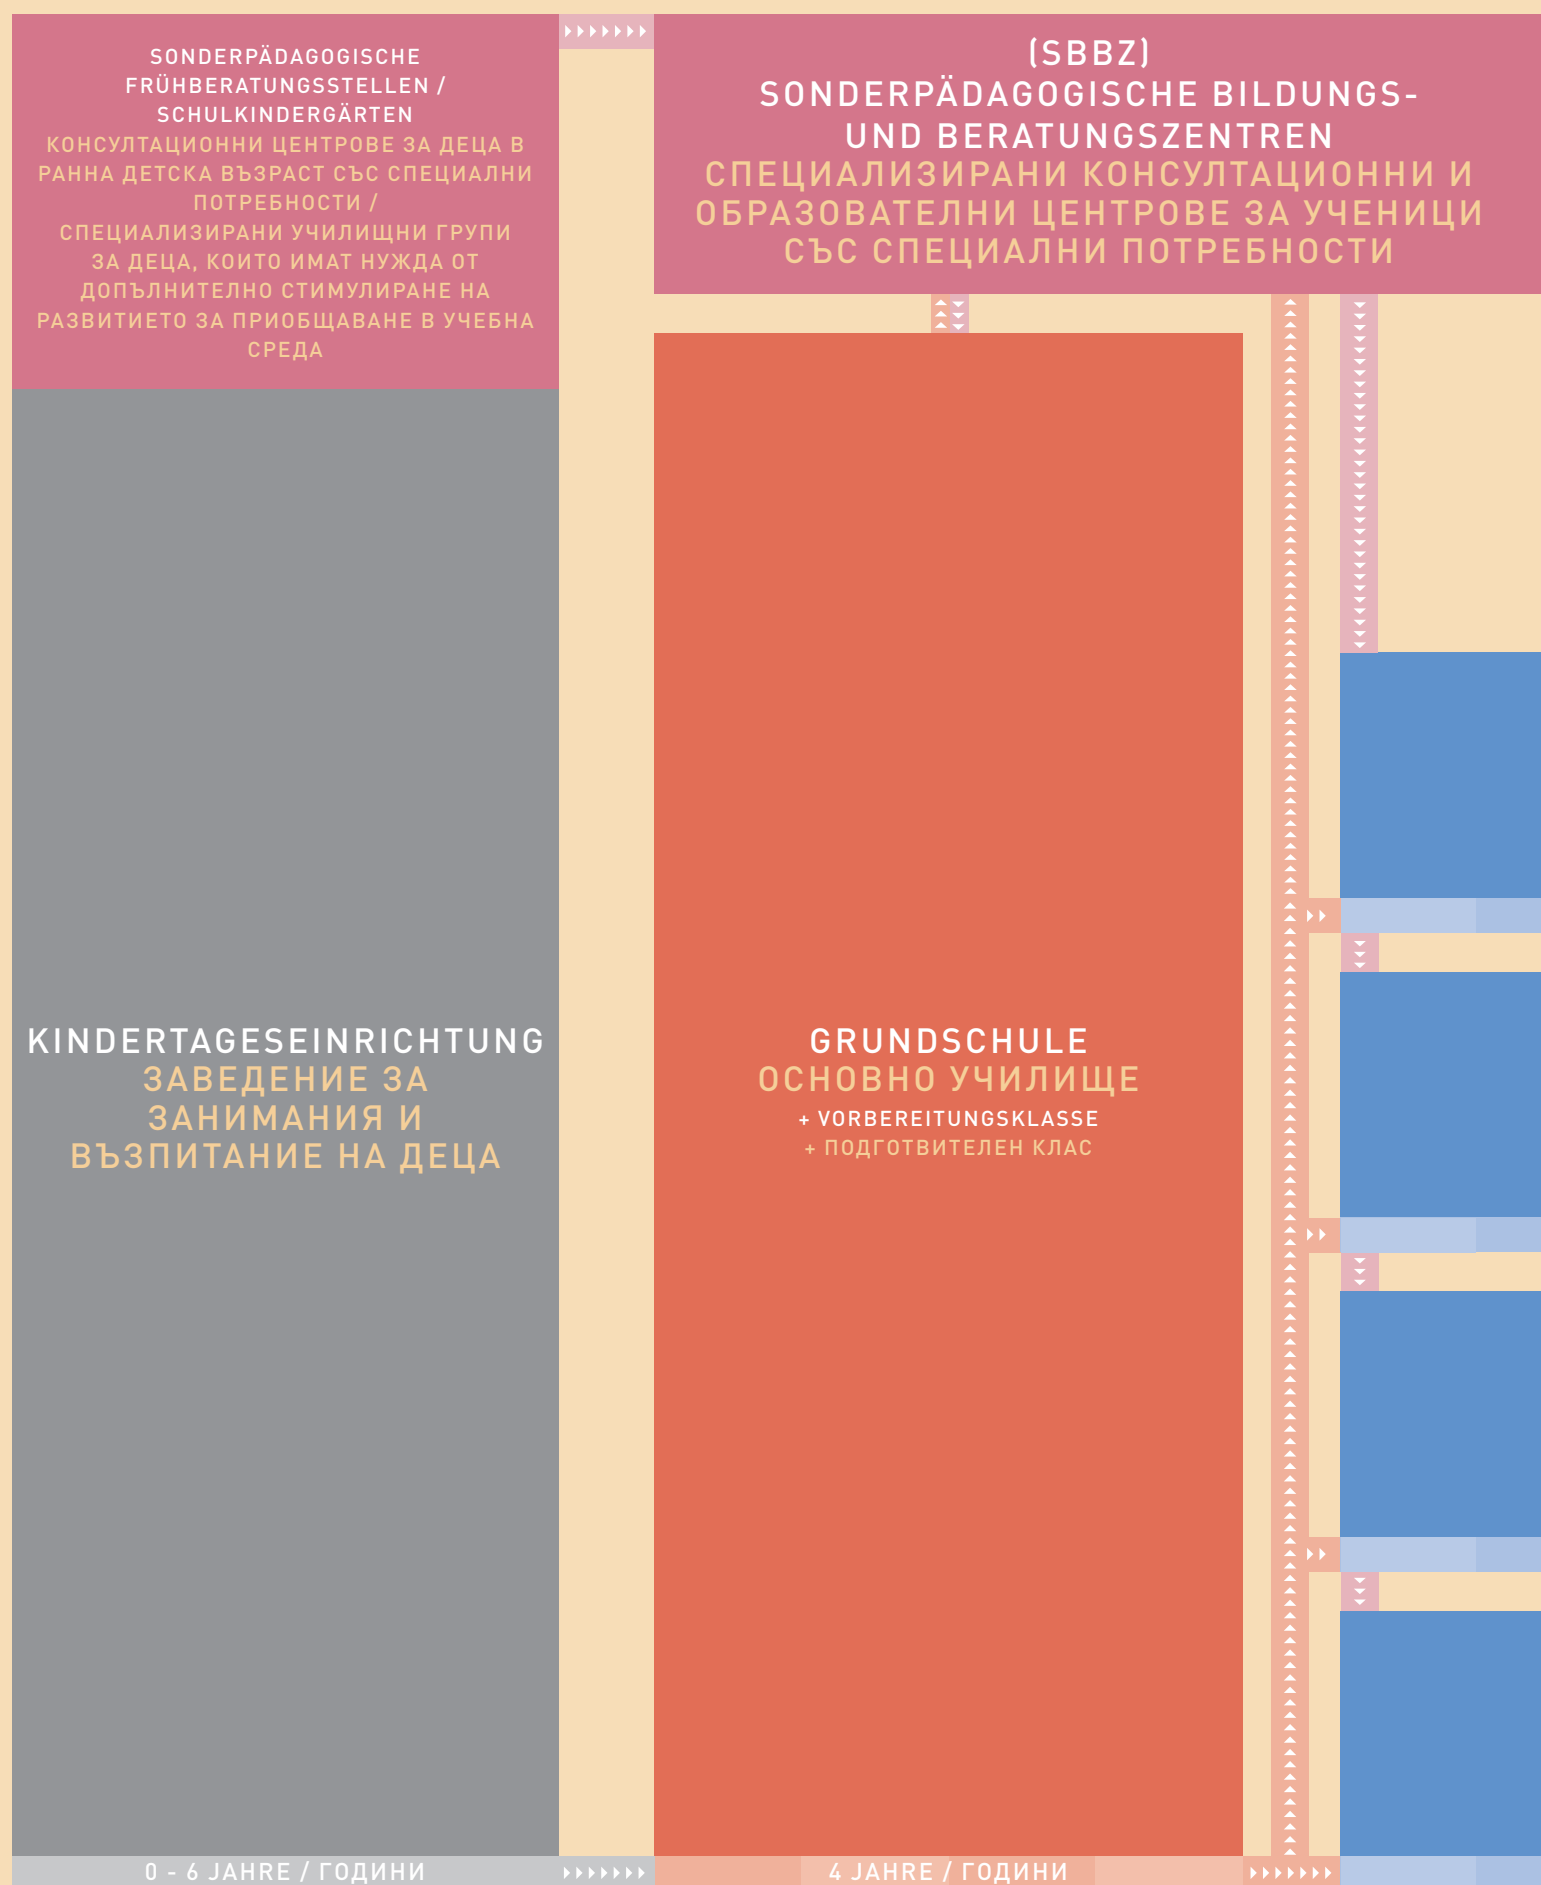 SONDERPÄDAGOGISCHE
FRÜHBERATUNGSSTELLEN /
SCHULKINDERGÄRTEN
КОНСУЛТАЦИОННИ ЦЕНТРОВЕ ЗА ДЕЦА В
РАННА ДЕТСКА ВЪЗРАСТ СЪС СПЕЦИАЛНИ
ПОТРЕБНОСТИ /
СПЕЦИАЛИЗИРАНИ УЧИЛИЩНИ ГРУПИ
ЗА ДЕЦА, КОИТО ИМАТ НУЖДА ОТ
ДОПЪЛНИТЕЛНО СТИМУЛИРАНЕ НА
РАЗВИТИЕТО ЗА ПРИОБЩАВАНЕ В УЧЕБНА
СРЕДА
(SBBZ)
SONDERPÄDAGOGISCHE BILDUNGS-
UND BERATUNGSZENTREN
СПЕЦИАЛИЗИРАНИ КОНСУЛТАЦИОННИ И
ОБРАЗОВАТЕЛНИ ЦЕНТРОВЕ ЗА УЧЕНИЦИ
СЪС СПЕЦИАЛНИ ПОТРЕБНОСТИ
KINDERTAGESEINRICHTUNG
ЗАВЕДЕНИЕ ЗА
ЗАНИМАНИЯ И
ВЪЗПИТАНИЕ НА ДЕЦА
GRUNDSCHULE
ОСНОВНО УЧИЛИЩЕ
+ VORBEREITUNGSKLASSE
+ ПОДГОТВИТЕЛЕН КЛАС
0 - 6 JAHRE / ГОДИНИ
4 JAHRE / ГОДИНИ